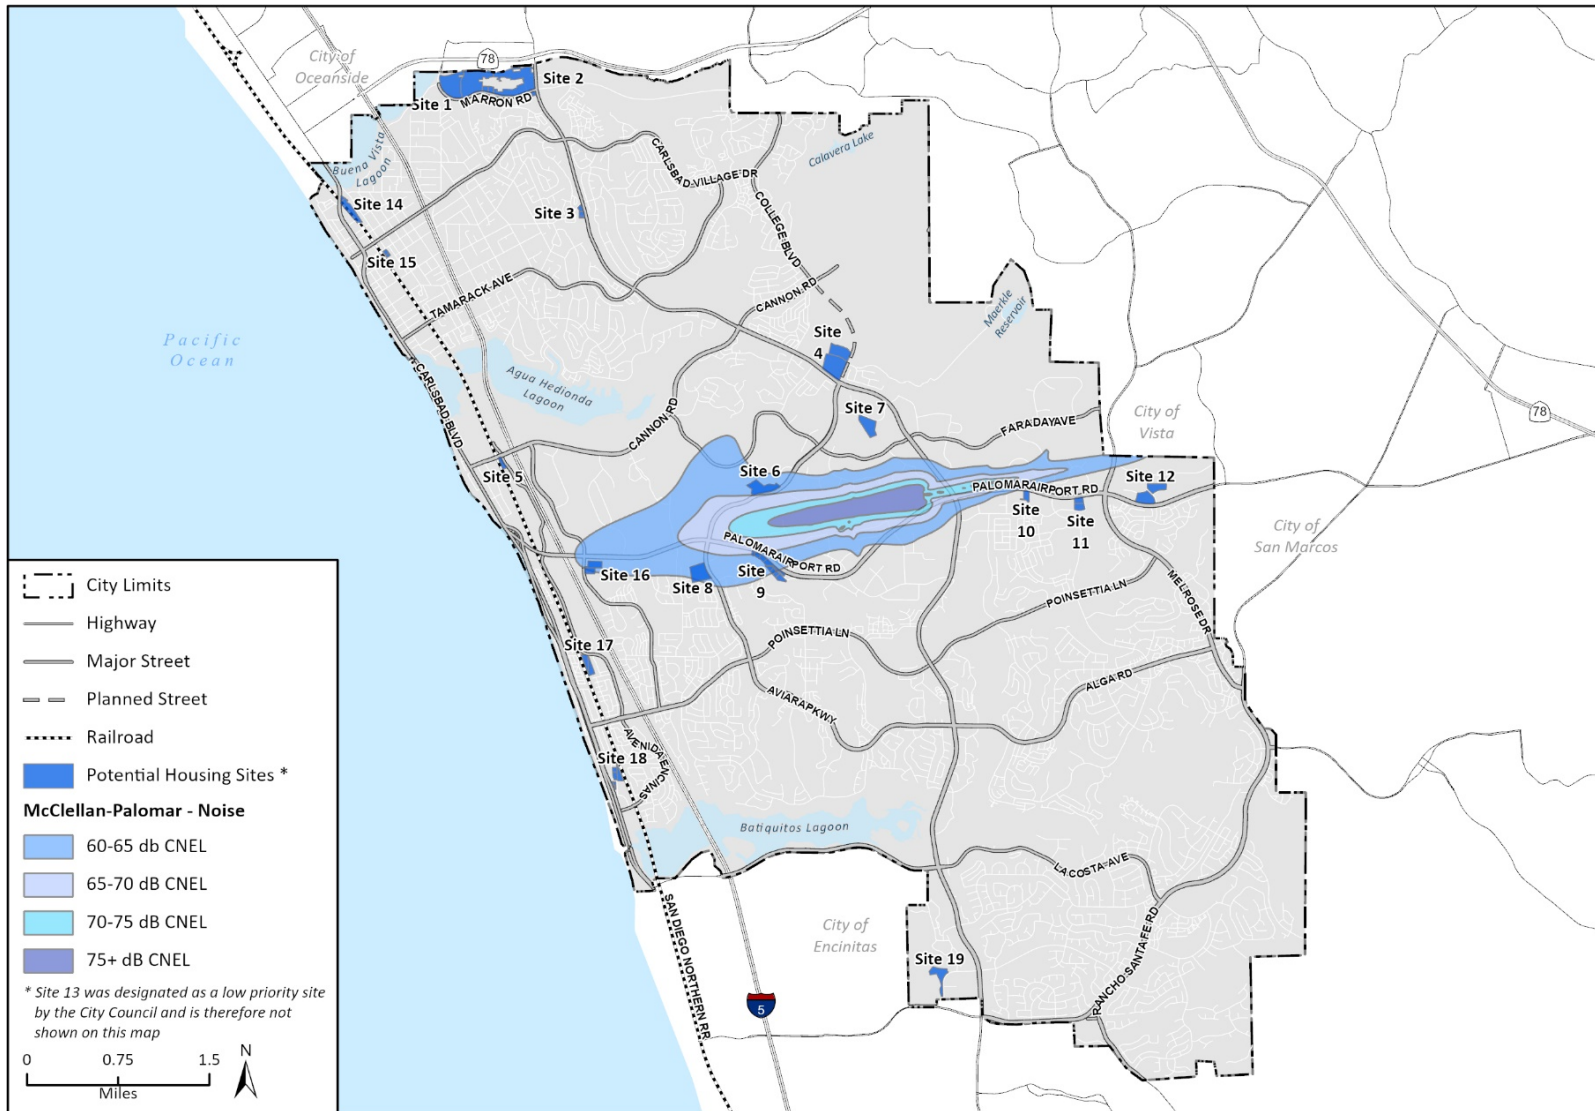 City of
Oceanside
78
Site 2
Site 1
MARRON RD
Buena Vista
Lagoon
Calavera Lake
CARLSBAD VILLAGE DR
Site 14
Site 3
COLLEGE BLVD
Site 15
TAMARACK AVE
CANNON RD
Maerkle
Reservoir
Pacific
Ocean
Site
4
Agua Hedionda
Lagoon
CARLSBAD BLVD
CANNON RD
Site 7
FARADAY AVE
City of
Vista
78
Site 5
Site 6
PALOMAR AIRPORT RD
Site 12
Site
10
Site
11
City of
San Marcos
PALOMAR AIRPORT RD
Site 16
Site 8
Site
9
POINSETTIA LN
MELROSE DR
Site 17
POINSETTIA LN
ALGA RD
AVIARA PKWY
Site 18
AVENIDA ENCINAS
Batiquitos Lagoon
LA COSTA AVE
SAN DIEGO NORTHERN RR
City of
Encinitas
Site 19
RANCHO SANTA FE RD
5
City Limits
Highway
Major Street
Planned Street
Railroad
Potential Housing Sites *
McClellan-Palomar - Noise
60-65 db CNEL
65-70 dB CNEL
70-75 dB CNEL
75+ dB CNEL
* Site 13 was designated as a low priority site
by the City Council and is therefore not
shown on this map
0 0.75 1.5
Miles
N